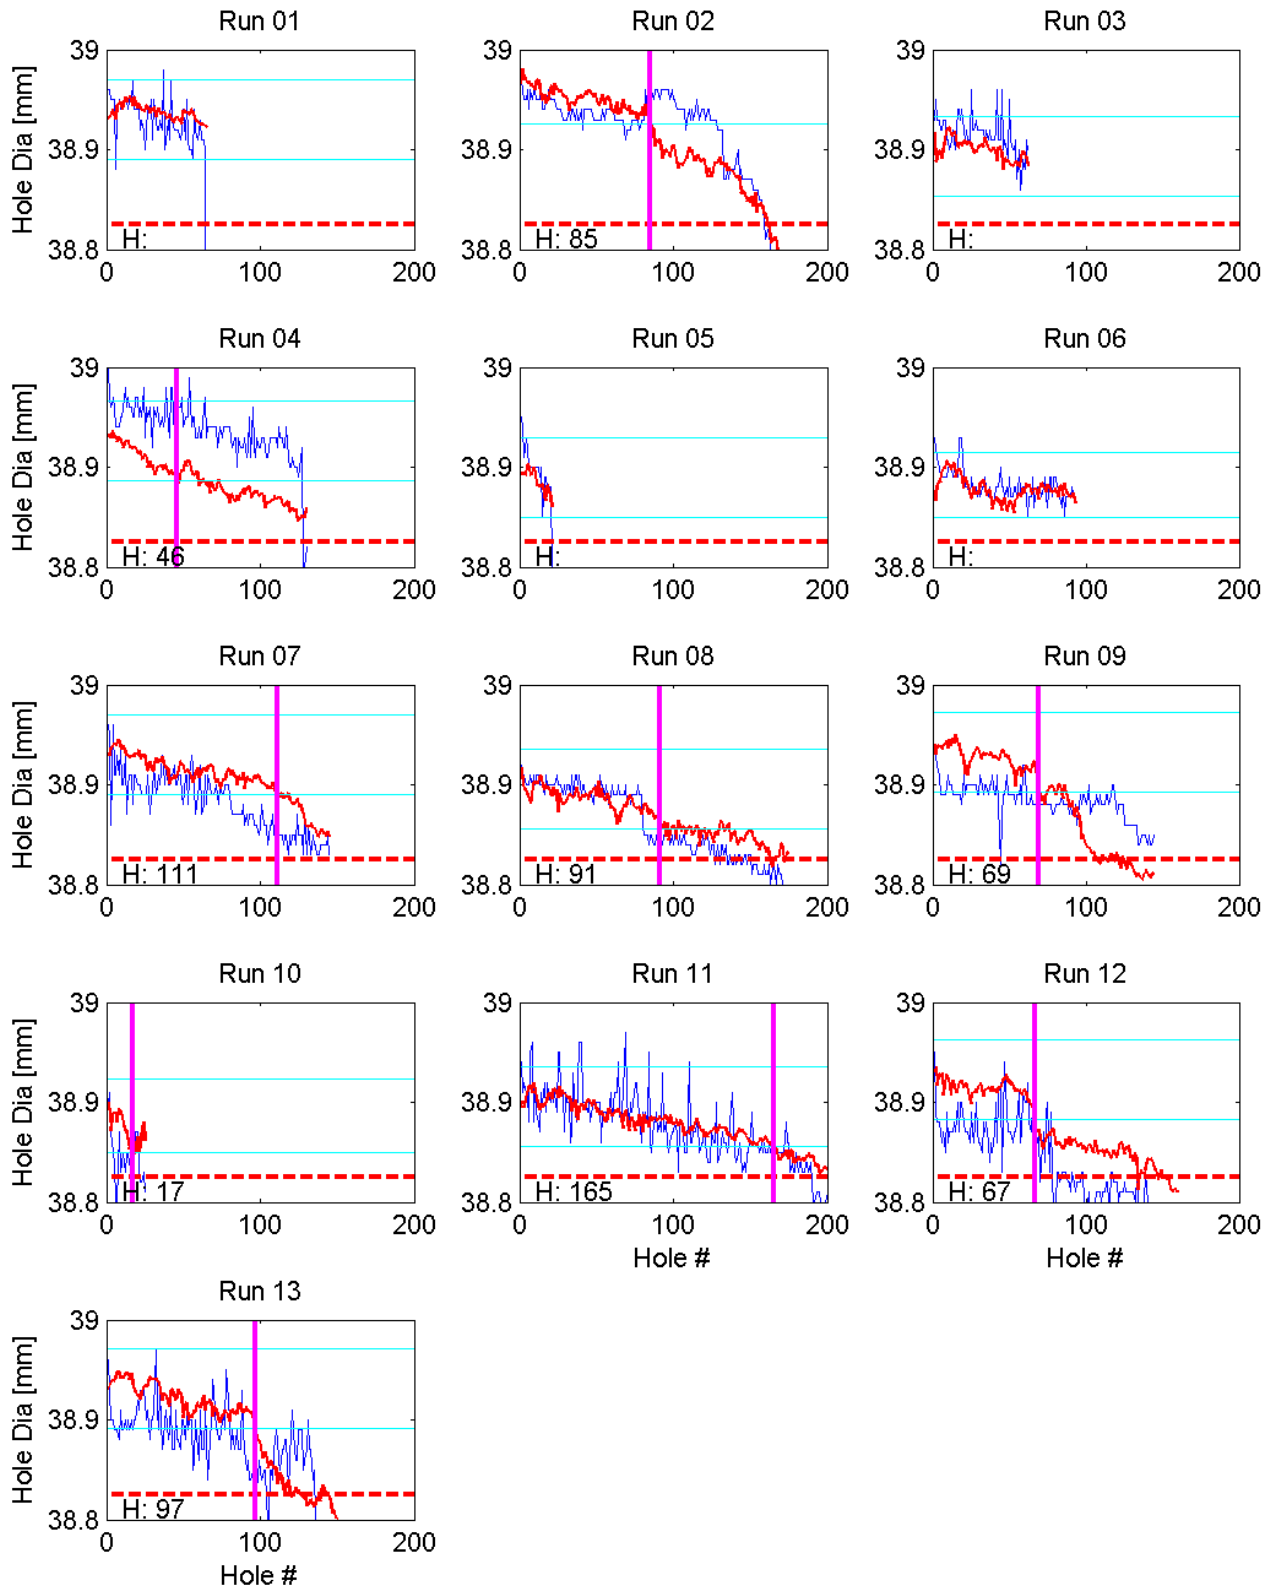 Run 01
Run 02
Run 03
39
39
39
Hole Dia [mm]
38.9
38.9
38.9
H:
H: 85
H:
38.8
38.8
38.8
0
100
200
0
100
200
0
100
200
Run 04
Run 05
Run 06
39
39
39
Hole Dia [mm]
38.9
38.9
38.9
H: 46
H:
H:
38.8
38.8
38.8
0
100
200
0
100
200
0
100
200
Run 07
Run 08
Run 09
39
39
39
Hole Dia [mm]
38.9
38.9
38.9
H: 111
H: 91
H: 69
38.8
38.8
38.8
0
100
200
0
100
200
0
100
200
Run 10
Run 11
Run 12
39
39
39
Hole Dia [mm]
38.9
38.9
38.9
H: 17
H: 165
H: 67
38.8
38.8
38.8
0
100
200
0
100
200
0
100
200
Hole #
Hole #
Run 13
39
Hole Dia [mm]
38.9
H: 97
38.8
0
100
200
Hole #